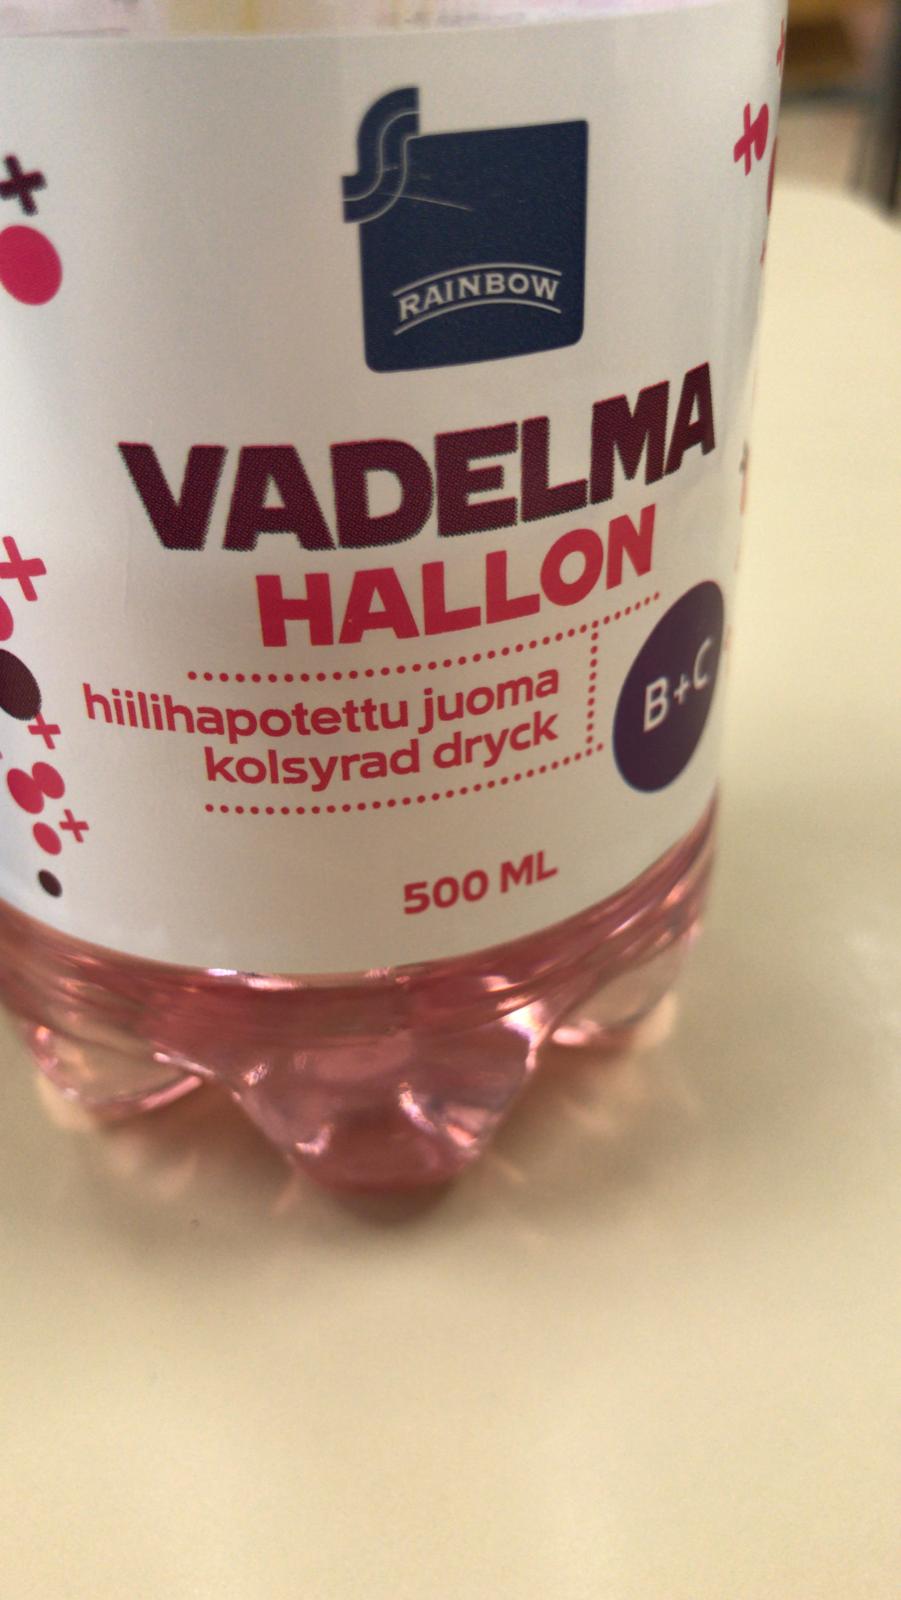 RAINBOW
VADELMA
HALLON
hiilihapotettu juoma
kolsyrad dryck
B+C
500 ML